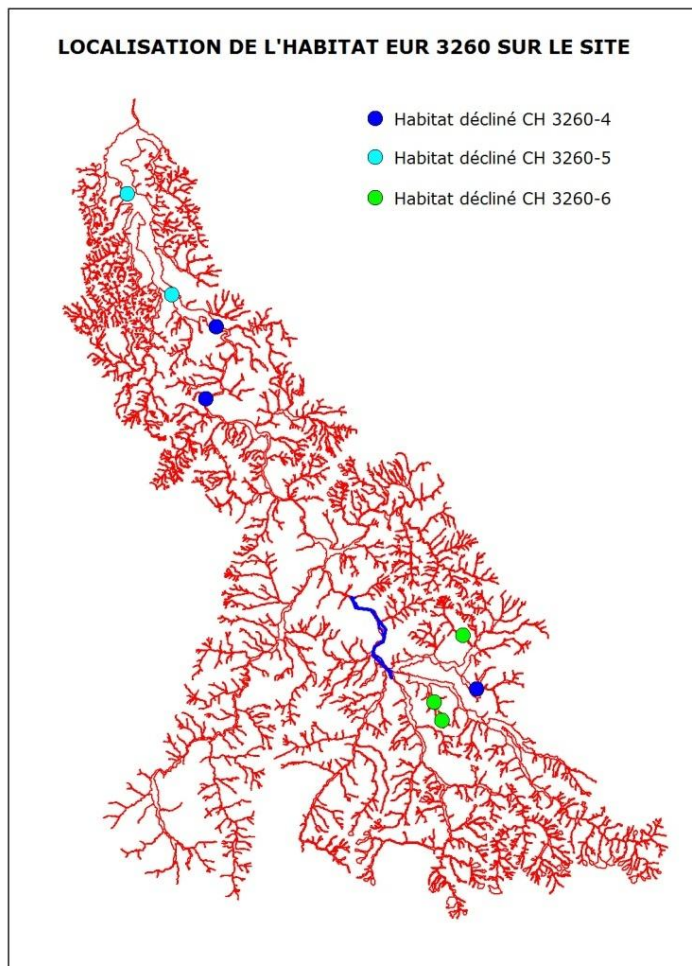 LOCALISATION DE L'HABITAT EUR 3260 SUR LE SITE
Habitat décliné CH 3260-4
Habitat décliné CH 3260-5
Habitat décliné CH 3260-6